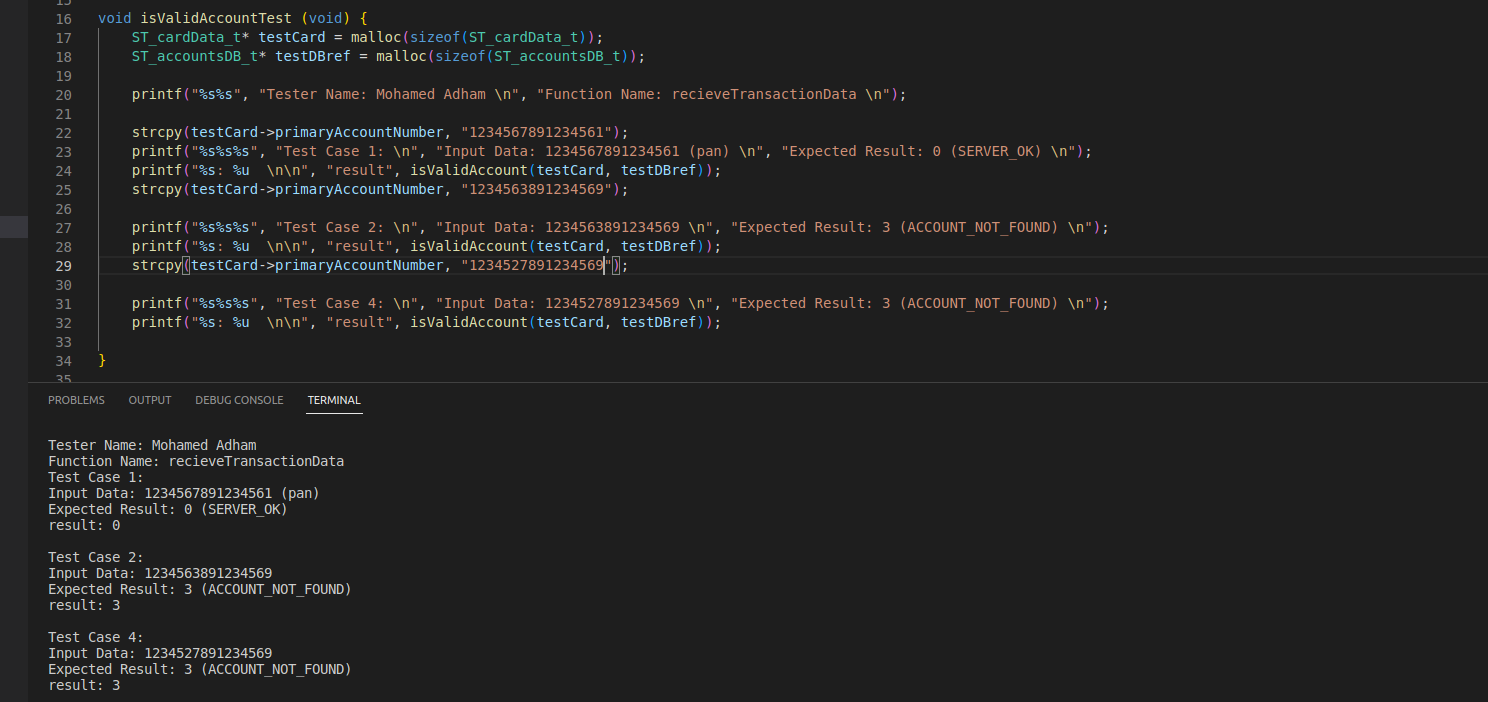 15
16 void isValidAccountTest (void) {
17 ST_cardData_t* testCard = malloc(sizeof(ST_cardData_t));
18 ST_accountsDB_t* testDBref = malloc(sizeof(ST_accountsDB_t));
19
20 printf("%s%s", "Tester Name: Mohamed Adham \n", "Function Name: recieveTransactionData \n");
21
22 strcpy(testCard->primaryAccountNumber, "1234567891234561");
23 printf("%s%s%s", "Test Case 1: \n", "Input Data: 1234567891234561 (pan) \n", "Expected Result: 0 (SERVER_OK) \n");
24 printf("%s: %u  \n\n", "result", isValidAccount(testCard, testDBref));
25 strcpy(testCard->primaryAccountNumber, "1234563891234569");
26
27 printf("%s%s%s", "Test Case 2: \n", "Input Data: 1234563891234569 \n", "Expected Result: 3 (ACCOUNT_NOT_FOUND) \n");
28 printf("%s: %u  \n\n", "result", isValidAccount(testCard, testDBref));
29 strcpy(testCard->primaryAccountNumber, "1234527891234569");
30
31 printf("%s%s%s", "Test Case 4: \n", "Input Data: 1234527891234569 \n", "Expected Result: 3 (ACCOUNT_NOT_FOUND) \n");
32 printf("%s: %u  \n\n", "result", isValidAccount(testCard, testDBref));
33
34 }
35
PROBLEMS OUTPUT DEBUG CONSOLE TERMINAL
Tester Name: Mohamed Adham
Function Name: recieveTransactionData
Test Case 1:
Input Data: 1234567891234561 (pan)
Expected Result: 0 (SERVER_OK)
result: 0
Test Case 2:
Input Data: 1234563891234569
Expected Result: 3 (ACCOUNT_NOT_FOUND)
result: 3
Test Case 4:
Input Data: 1234527891234569
Expected Result: 3 (ACCOUNT_NOT_FOUND)
result: 3